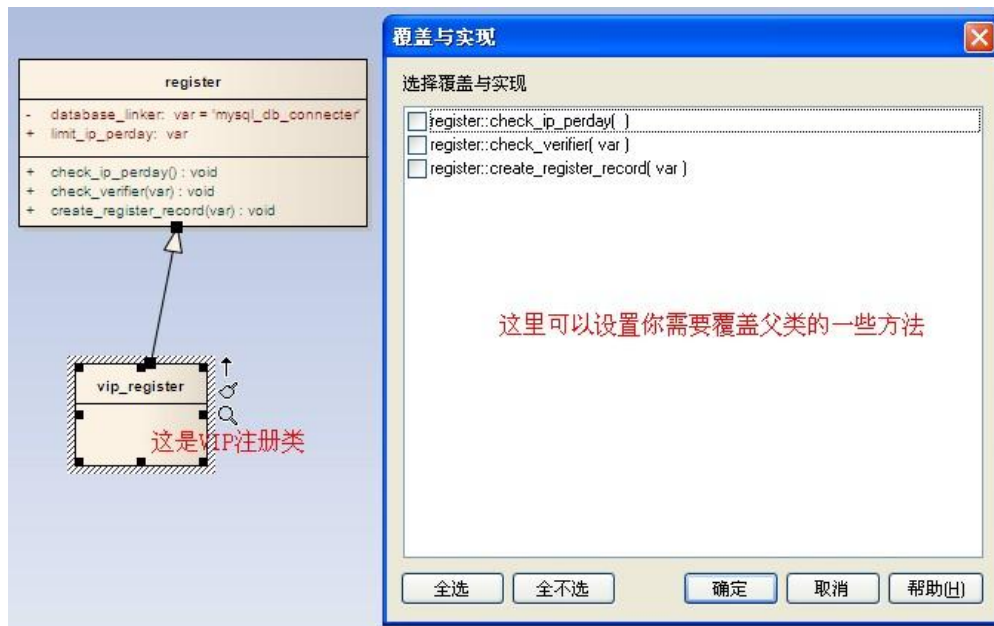 register
- database_linker: var = 'mysql_db_connecter'
+ limit_ip_perday: var
+ check_ip_perday() : void
+ check_verifier(var) : void
+ create_register_record(var) : void
vip_register
这是VIP注册类
覆盖与实现
选择覆盖与实现
register::check_ip_perday( )
register::check_verifier( var )
register::create_register_record( var )
这里可以设置你需要覆盖父类的一些方法
全选 全不选 确定 取消 帮助(H)